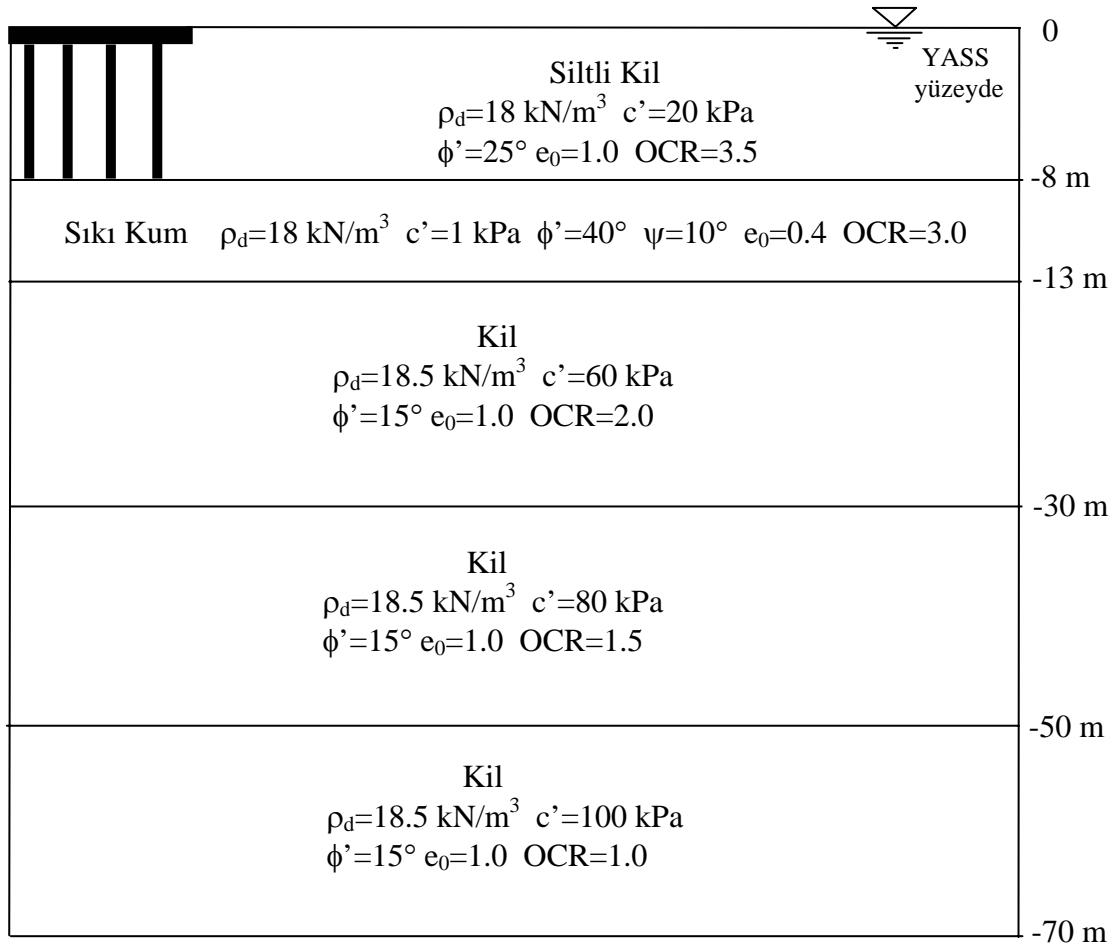 0
YASS
yüzeyde
Siltli Kil
ρd=18 kN/m³ c’=20 kPa
ϕ’=25° e₀=1.0 OCR=3.5
-8 m
Sıkı Kum ρd=18 kN/m³ c’=1 kPa ϕ’=40° ψ=10° e₀=0.4 OCR=3.0
-13 m
Kil
ρd=18.5 kN/m³ c’=60 kPa
ϕ’=15° e₀=1.0 OCR=2.0
-30 m
Kil
ρd=18.5 kN/m³ c’=80 kPa
ϕ’=15° e₀=1.0 OCR=1.5
-50 m
Kil
ρd=18.5 kN/m³ c’=100 kPa
ϕ’=15° e₀=1.0 OCR=1.0
-70 m